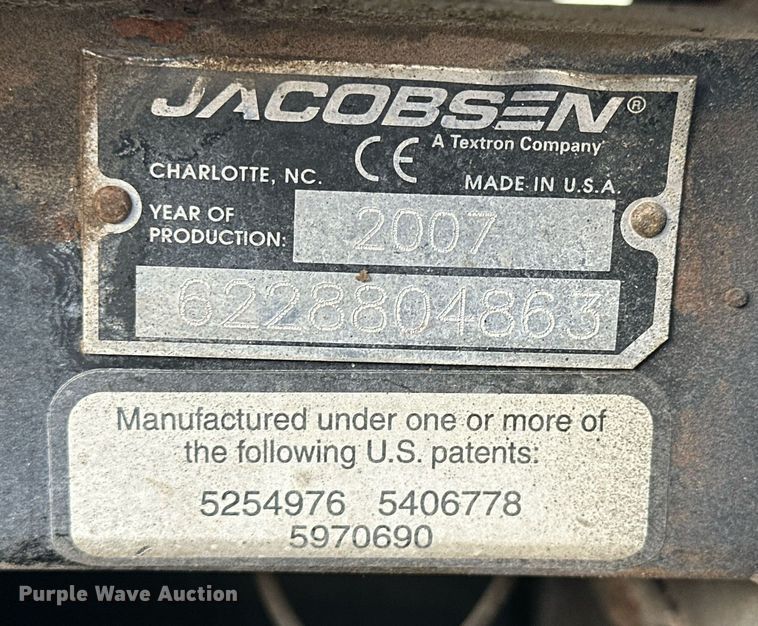 JACOBSEN®
A Textron Company
CE
CHARLOTTE, NC.
MADE IN U.S.A.
YEAR OF
PRODUCTION:
2007
6228804863
Manufactured under one or more of
the following U.S. patents:
5254976 5406778
5970690
Purple Wave Auction